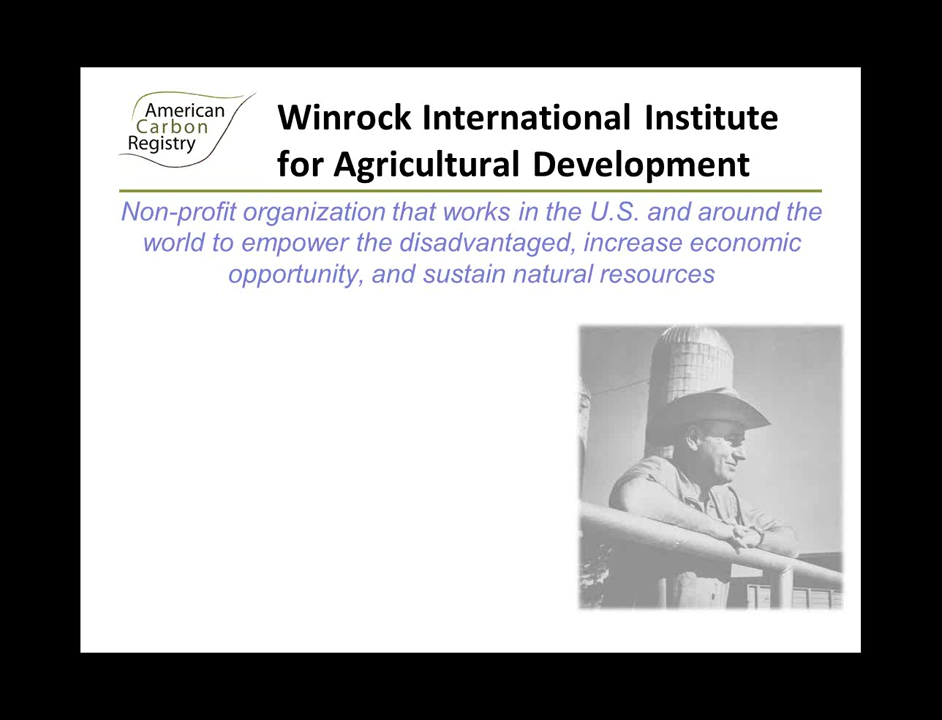 American
Carbon
Registry
Winrock International Institute
for Agricultural Development
Non-profit organization that works in the U.S. and around the
world to empower the disadvantaged, increase economic
opportunity, and sustain natural resources